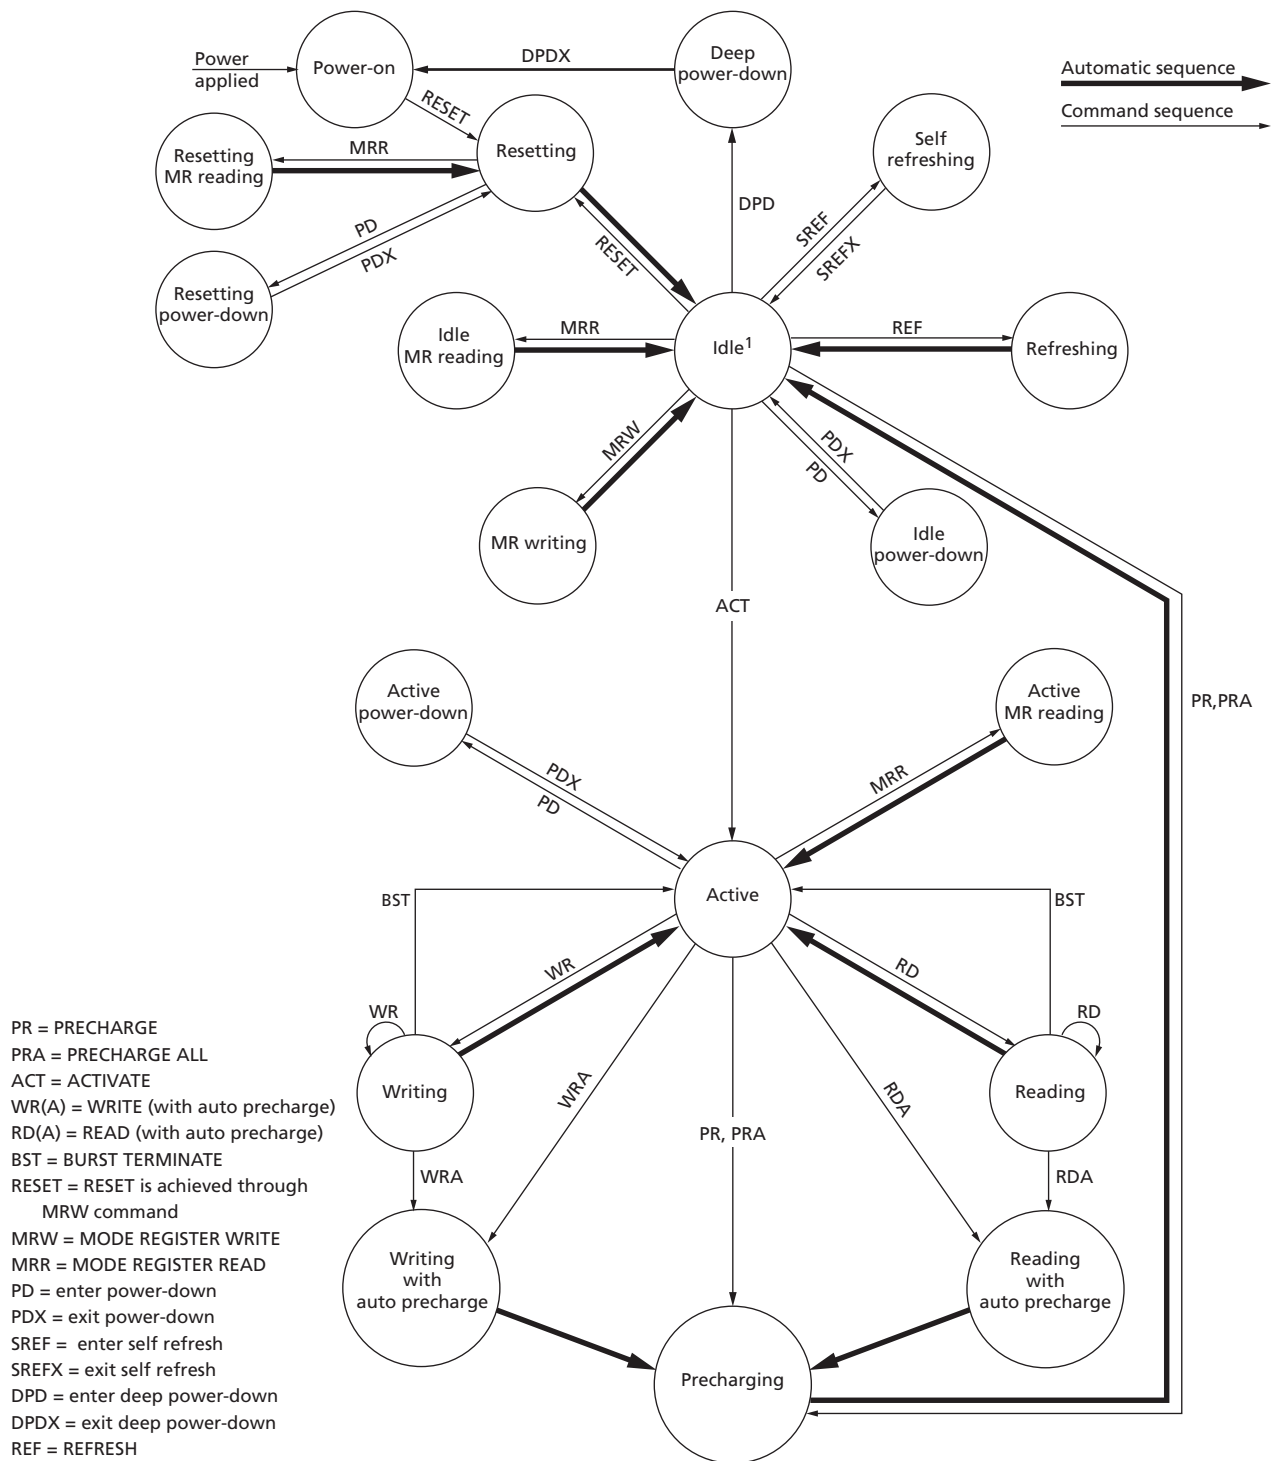 Power
applied
Power-on
DPDX
Deep
power-down
Automatic sequence
Command sequence
RESET
Resetting
MR reading
MRR
Resetting
Self
refreshing
PD
PDX
DPD
SREF
SREFX
RESET
Resetting
power-down
Idle
MR reading
MRR
Idle1
REF
Refreshing
MRW
PDX
PD
MR writing
Idle
power-down
ACT
Active
power-down
Active
MR reading
PR,PRA
PDX
PD
MRR
BST
Active
BST
WR
RD
WR
RD
Writing
Reading
WRA
PR, PRA
RDA
WRA
RDA
Writing
with
auto precharge
Reading
with
auto precharge
Precharging
PR = PRECHARGE
PRA = PRECHARGE ALL
ACT = ACTIVATE
WR(A) = WRITE (with auto precharge)
RD(A) = READ (with auto precharge)
BST = BURST TERMINATE
RESET = RESET is achieved through
MRW command
MRW = MODE REGISTER WRITE
MRR = MODE REGISTER READ
PD = enter power-down
PDX = exit power-down
SREF = enter self refresh
SREFX = exit self refresh
DPD = enter deep power-down
DPDX = exit deep power-down
REF = REFRESH